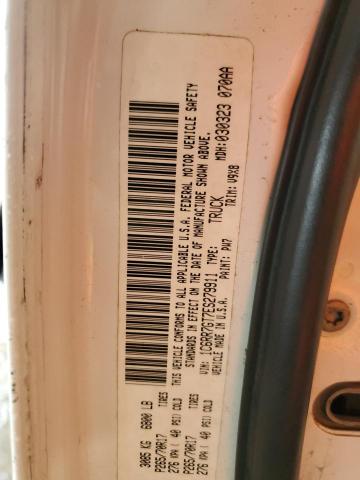 3085 KG 6800 LB
P265/70R17 TIRES
276 KPA ( 40 PSI) COLD
P265/70R17 TIRES
276 KPA ( 40 PSI) COLD
THIS VEHICLE CONFORMS TO ALL APPLICABLE U.S.A. FEDERAL MOTOR VEHICLE SAFETY
STANDARDS IN EFFECT ON THE DATE OF MANUFACTURE SHOWN ABOVE.
VIN: 1C6RR7GT7ES279911 TYPE: TRUCK MDH: 030323 070AA
VEHICLE MADE IN U.S.A. PAINT: PW7 TRIM: V9X8